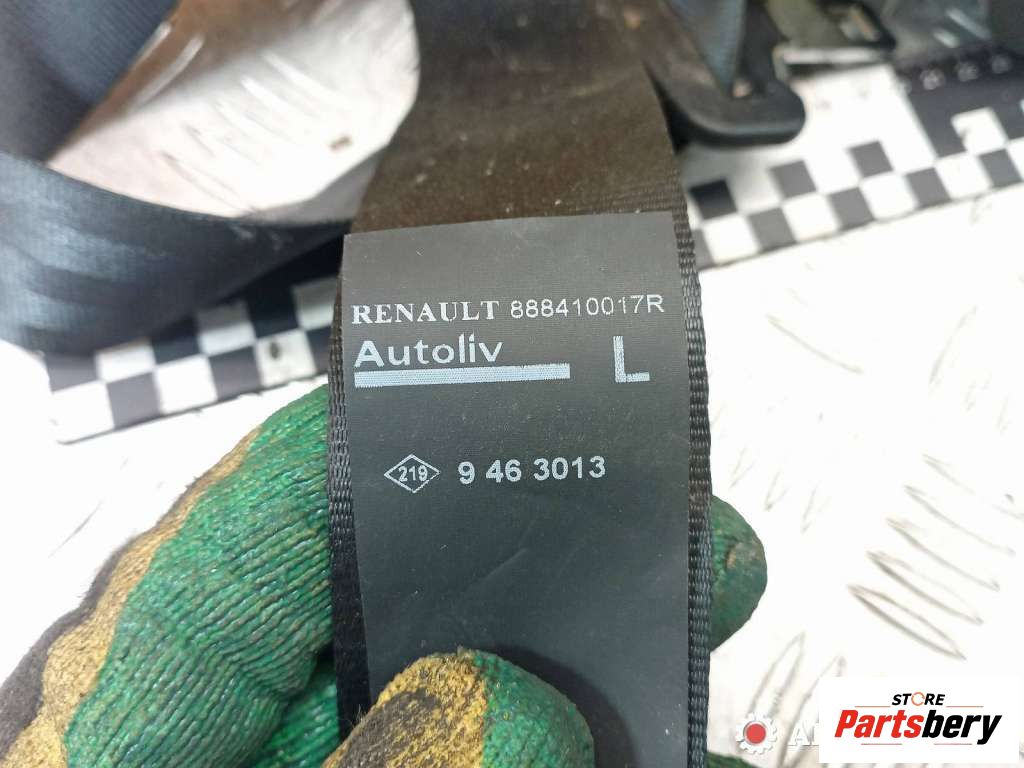 RENAULT 888410017R
Autoliv L
219 9 46 3013
STORE
Partsbery